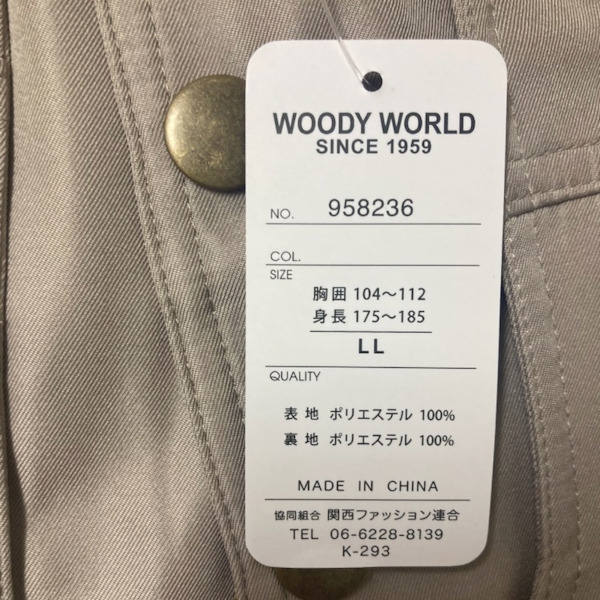 WOODY WORLD
SINCE 1959
NO. 958236
COL.
SIZE
胸囲 104～112
身長 175～185
LL
QUALITY
表地 ポリエステル 100%
裏地 ポリエステル 100%
MADE IN CHINA
協同組合 関西ファッション連合
TEL 06-6228-8139
K-293